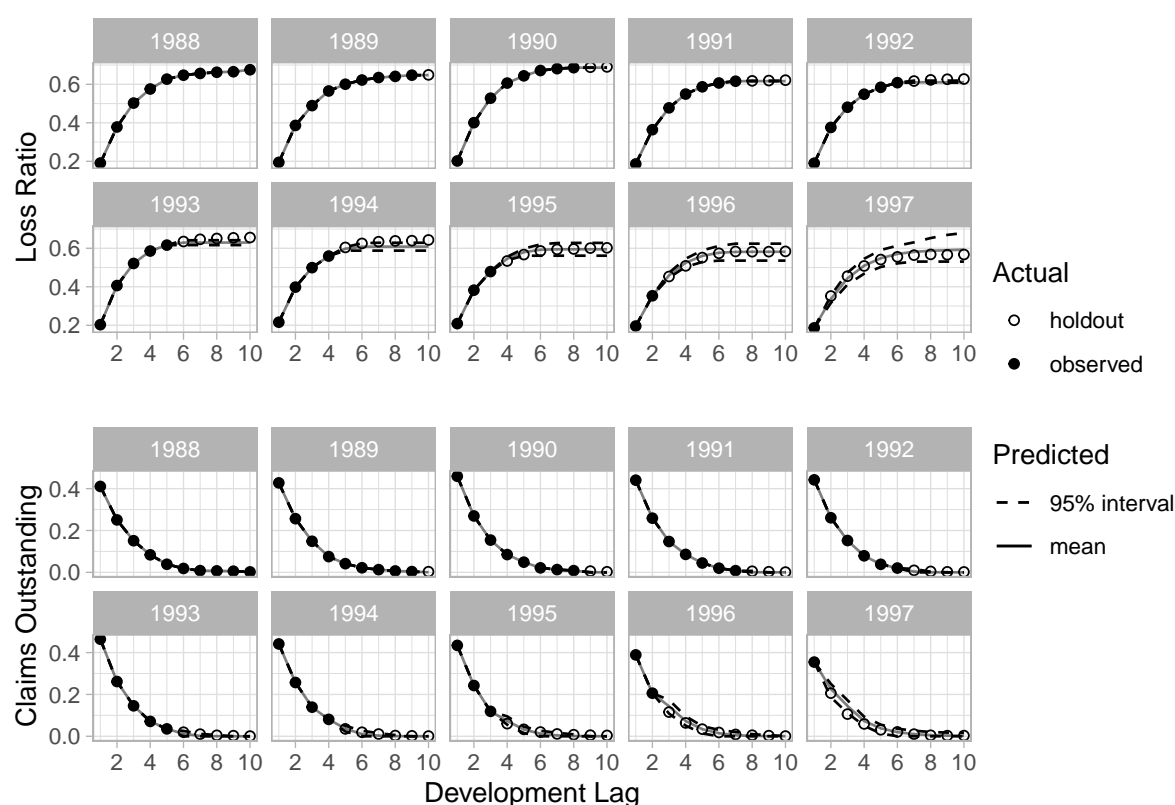 1988 1989 1990 1991 1992
0.6
0.4
0.2
Loss Ratio
1993 1994 1995 1996 1997
0.6
0.4
0.2
2 4 6 8 10 2 4 6 8 10 2 4 6 8 10 2 4 6 8 10 2 4 6 8 10
Actual
holdout
observed
1988 1989 1990 1991 1992
0.4
0.2
0.0
Claims Outstanding
1993 1994 1995 1996 1997
0.4
0.2
0.0
2 4 6 8 10 2 4 6 8 10 2 4 6 8 10 2 4 6 8 10 2 4 6 8 10
Development Lag
Predicted
95% interval
mean